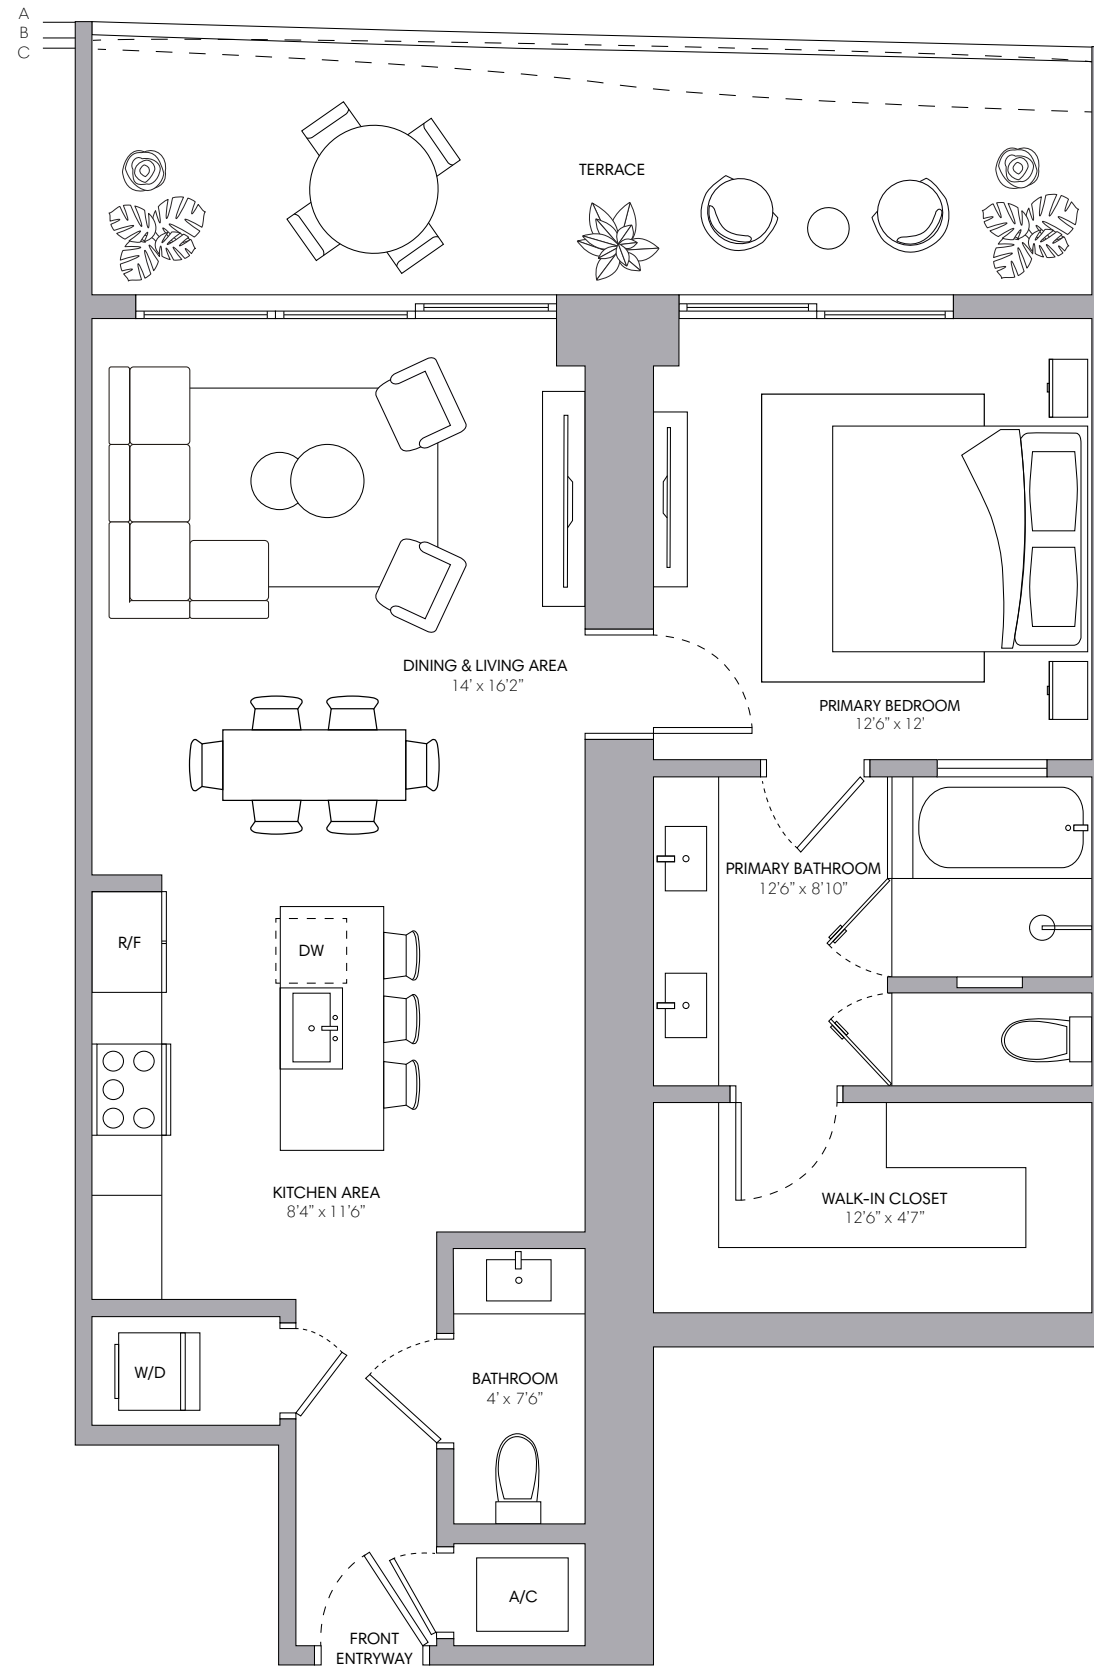 A
B
C
TERRACE
DINING & LIVING AREA
14' x 16'2"
PRIMARY BEDROOM
12'6" x 12'
PRIMARY BATHROOM
12'6" x 8'10"
R/F
DW
KITCHEN AREA
8'4" x 11'6"
WALK-IN CLOSET
12'6" x 4'7"
W/D
BATHROOM
4' x 7'6"
A/C
FRONT
ENTRYWAY